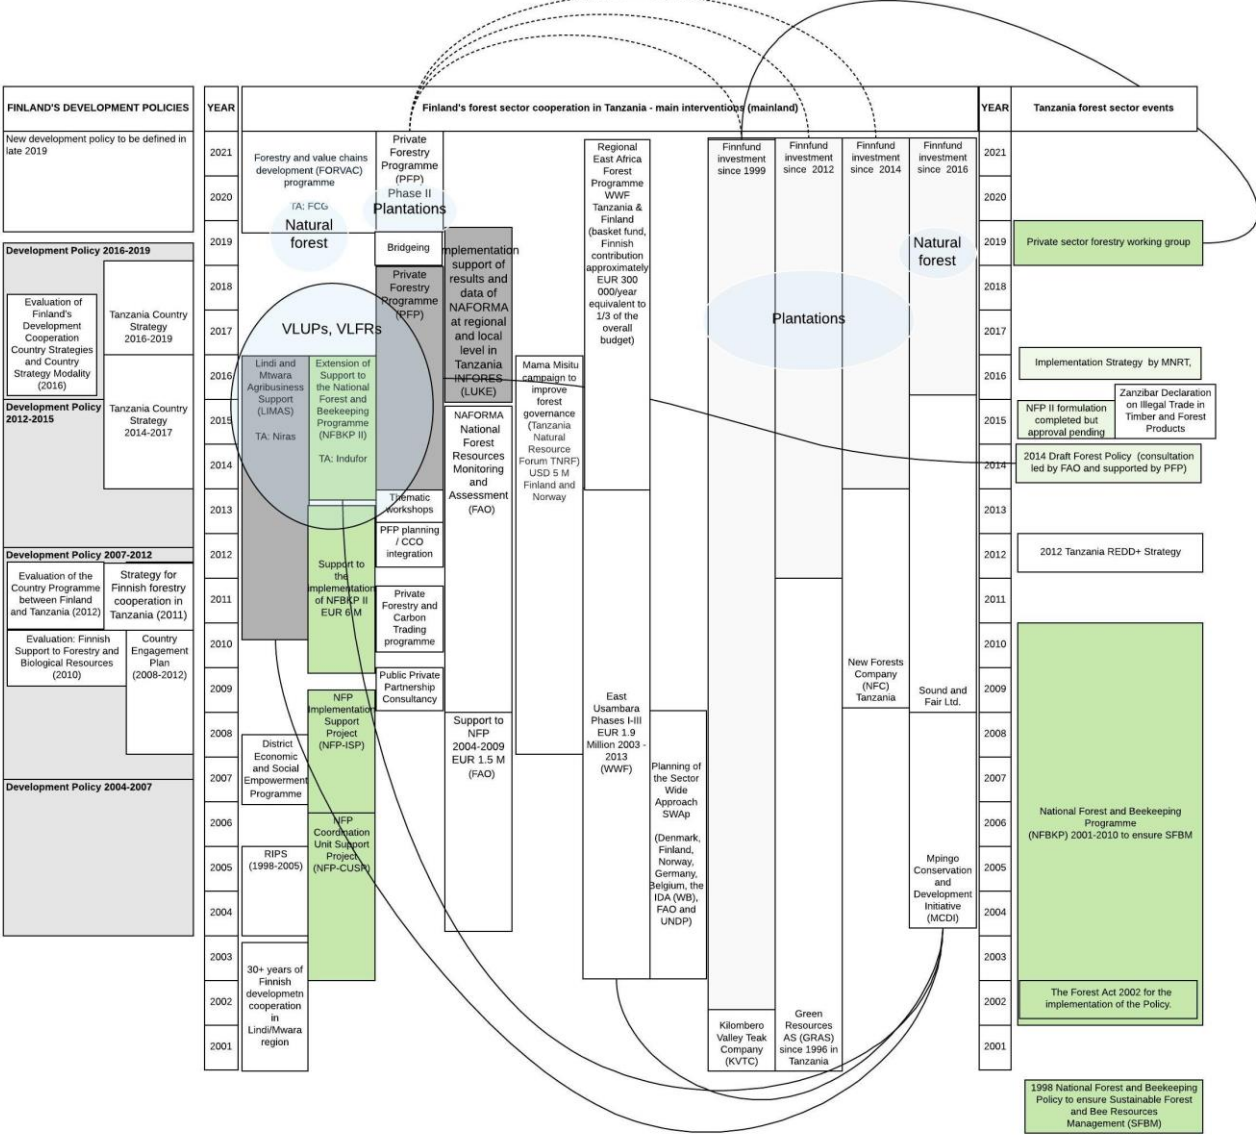 FINLAND'S DEVELOPMENT POLICIES
New development policy to be defined in
late 2019
Development Policy 2016-2019
Evaluation of
Finland's
Development
Cooperation
Country Strategies
and Country
Strategy Modality
(2016)
Tanzania Country
Strategy
2016-2019
Development Policy
2012-2015
Tanzania Country
Strategy
2014-2017
Development Policy 2007-2012
Evaluation of the
Country Programme
between Finland
and Tanzania (2012)
Strategy for
Finnish forestry
cooperation in
Tanzania (2011)
Evaluation: Finnish
Support to Forestry and
Biological Resources
(2010)
Country
Engagement
Plan
(2008-2012)
Development Policy 2004-2007
YEAR
2021
2020
2019
2018
2017
2016
2015
2014
2013
2012
2011
2010
2009
2008
2007
2006
2005
2004
2003
2002
2001
Finland's forest sector cooperation in Tanzania - main interventions (mainland)
Forestry and value chains
development (FORVAC)
programme
TA: FCG
Natural
forest
VLUPs, VLFRs
Lindi and
Mtwara
Agribusiness
Support
(LIMAS)
TA: Niras
Extension of
Support to
the National
Forest and
Beekeeping
Programme
(NFBKP II)
TA: Indufor
Support to
the
implementation
of NFBKP II
EUR 6 M
NFP
Implementation
Support
Project
(NFP-ISP)
District
Economic
and Social
Empowerment
Programme
NFP
Coordination
Unit Support
Project
(NFP-CUSP)
RIPS
(1998-2005)
30+ years of
Finnish
developmetn
cooperation
in
Lindi/Mwara
region
Private
Forestry
Programme
(PFP)
Phase II
Plantations
Bridgeing
Private
Forestry
Programme
(PFP)
Thematic
workshops
PFP planning
/ CCO
integration
Private
Forestry and
Carbon
Trading
programme
Public Private
Partnership
Consultancy
mplementation
support of
results and
data of
NAFORMA
at regional
and local
level in
Tanzania
INFORES
(LUKE)
NAFORMA
National
Forest
Resources
Monitoring
and
Assessment
(FAO)
Support to
NFP
2004-2009
EUR 1.5 M
(FAO)
Mama Misitu
campaign to
improve
forest
governance
(Tanzania
Natural
Resource
Forum TNRF)
USD 5 M
Finland and
Norway
Regional
East Africa
Forest
Programme
WWF
Tanzania &
Finland
(basket fund,
Finnish
contribution
approximately
EUR 300
000/year
equivalent to
1/3 of the
overall
budget)
East
Usambara
Phases I-III
EUR 1.9
Million 2003 -
2013
(WWF)
Planning of
the Sector
Wide
Approach
SWAp
(Denmark,
Finland,
Norway,
Germany,
Belgium, the
IDA (WB),
FAO and
UNDP)
Finnfund
investment
since 1999
Kilombero
Valley Teak
Company
(KVTC)
Finnfund
investment
since 2012
Green
Resources
AS (GRAS)
since 1996 in
Tanzania
Finnfund
investment
since 2014
New Forests
Company
(NFC)
Tanzania
Finnfund
investment
since 2016
Natural
forest
Plantations
Sound and
Fair Ltd.
Mpingo
Conservation
and
Development
Initiative
(MCDI)
YEAR
2021
2020
2019
2018
2017
2016
2015
2014
2013
2012
2011
2010
2009
2008
2007
2006
2005
2004
2003
2002
2001
Tanzania forest sector events
Private sector forestry working group
Implementation Strategy by MNRT,
NFP II formulation
completed but
approval pending
Zanzibar Declaration
on Illegal Trade in
Timber and Forest
Products
2014 Draft Forest Policy (consultation
led by FAO and supported by PFP)
2012 Tanzania REDD+ Strategy
National Forest and Beekeeping
Programme
(NFBKP) 2001-2010 to ensure SFBM
The Forest Act 2002 for the
implementation of the Policy.
1998 National Forest and Beekeeping
Policy to ensure Sustainable Forest
and Bee Resources
Management (SFBM)